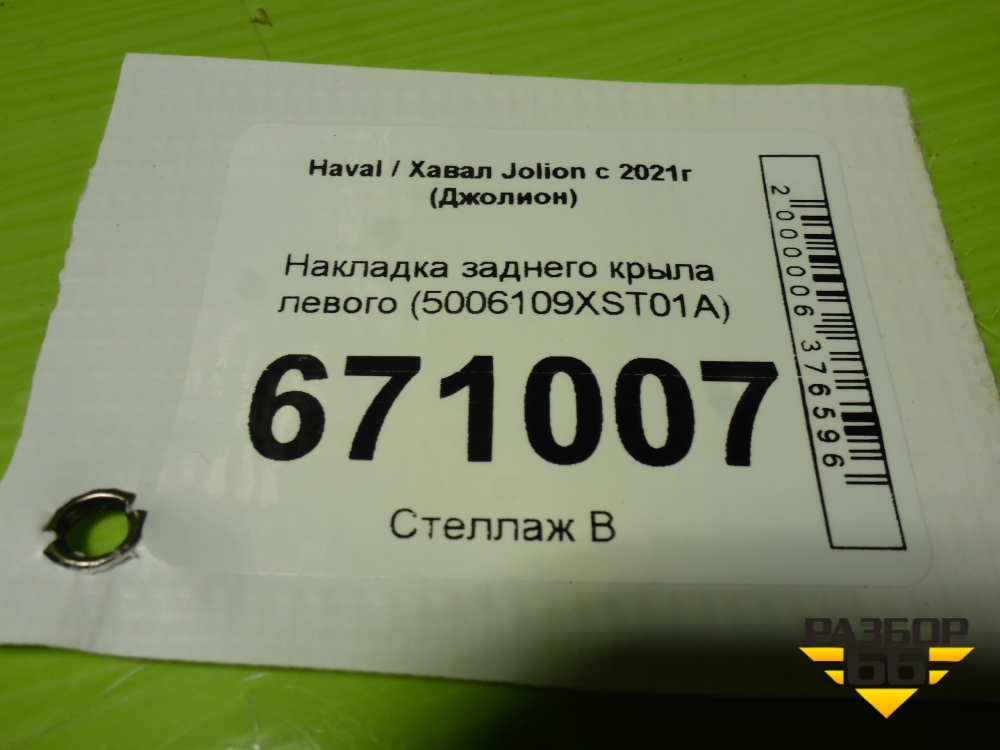 Haval / Хавал Jolion с 2021г
(Джолион)
Накладка заднего крыла
левого (5006109XST01A)
671007
Стеллаж В
2000006376596
РАЗБОР
66